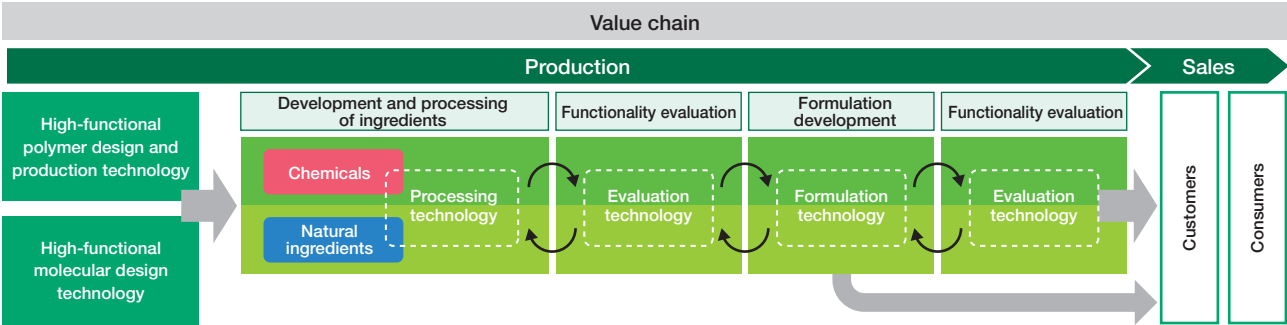 Value chain
Production
Sales
High-functional
polymer design and
production technology
High-functional
molecular design
technology
Development and processing
of ingredients
Functionality evaluation
Formulation
development
Functionality evaluation
Chemicals
Natural
ingredients
Processing
technology
Evaluation
technology
Formulation
technology
Evaluation
technology
Customers
Consumers